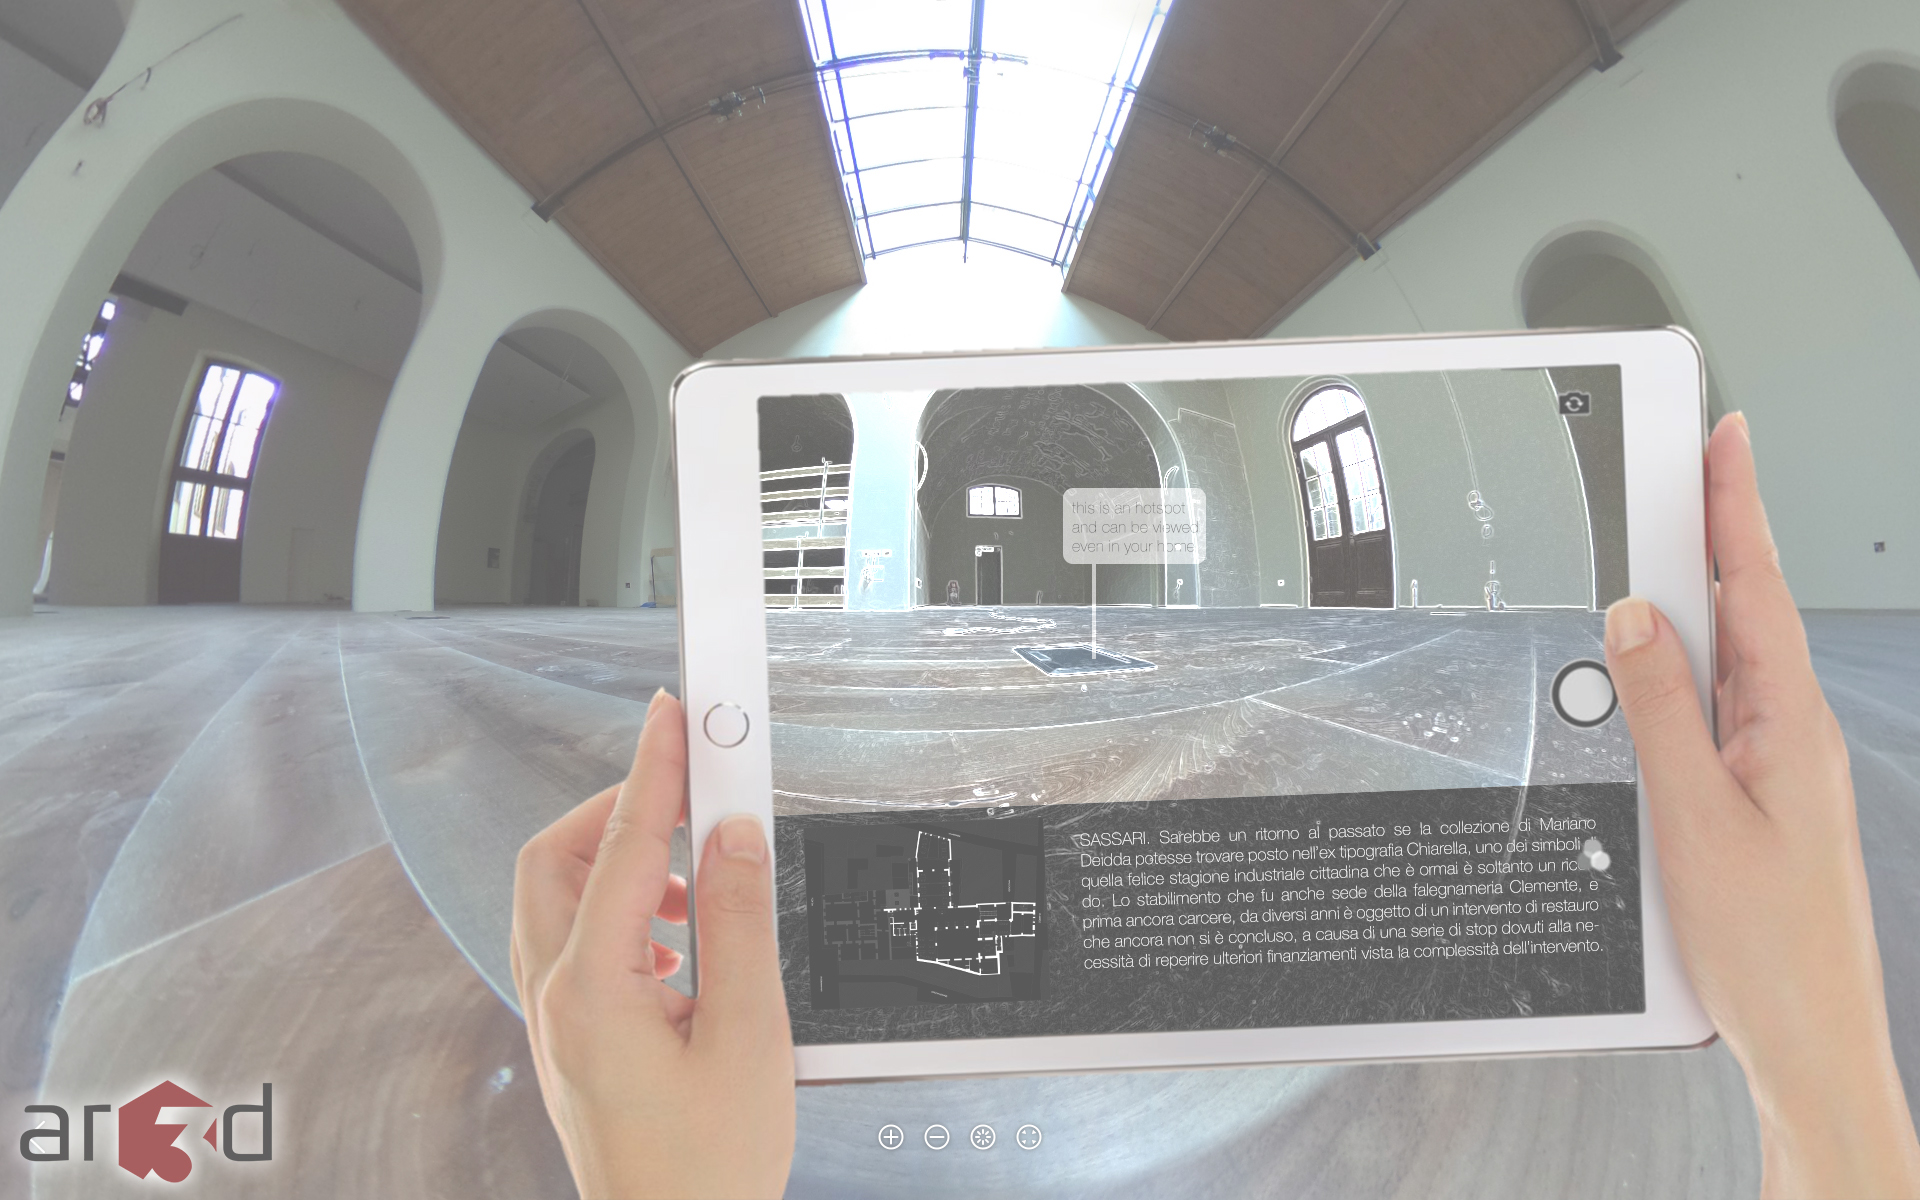 this is an hotspot
and can be viewed
even in your home
SASSARI. Sarebbe un ritorno al passato se la collezione di Mariano
Deidda potesse trovare posto nell'ex tipografia Chiarella, uno dei simboli
quella felice stagione industriale cittadina che è ormai è soltanto un
do. Lo stabilimento che fu anche sede della falegnameria Clemente, e
prima ancora carcere, da diversi anni è oggetto di un intervento di restauro
che ancora non si è concluso, a causa di una serie di stop dovuti alla ne-
cessità di reperire ulteriori finanziamenti vista la complessità dell'intervento.
ar3d